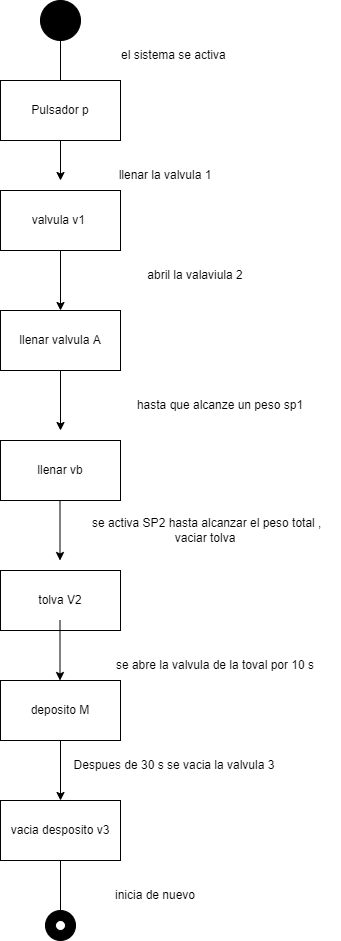 el sistema se activa
Pulsador p
llenar la valvula 1
valvula v1
abril la valaviula 2
llenar valvula A
hasta que alcanze un peso sp1
llenar vb
se activa SP2 hasta alcanzar el peso total ,
vaciar tolva
tolva V2
se abre la valvula de la toval por 10 s
deposito M
Despues de 30 s se vacia la valvula 3
vacia desposito v3
inicia de nuevo